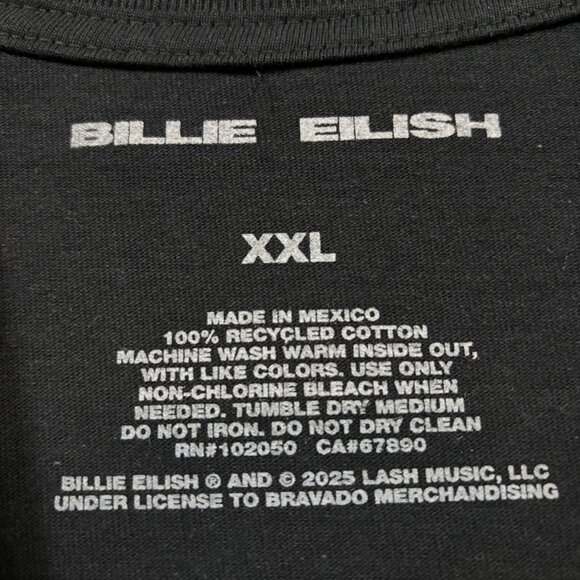 BILLIE EILISH
XXL
MADE IN MEXICO
100% RECYCLED COTTON
MACHINE WASH WARM INSIDE OUT,
WITH LIKE COLORS. USE ONLY
NON-CHLORINE BLEACH WHEN
NEEDED. TUMBLE DRY MEDIUM
DO NOT IRON. DO NOT DRY CLEAN
RN#102050 CA#67890
BILLIE EILISH ® AND © 2025 LASH MUSIC, LLC
UNDER LICENSE TO BRAVADO MERCHANDISING